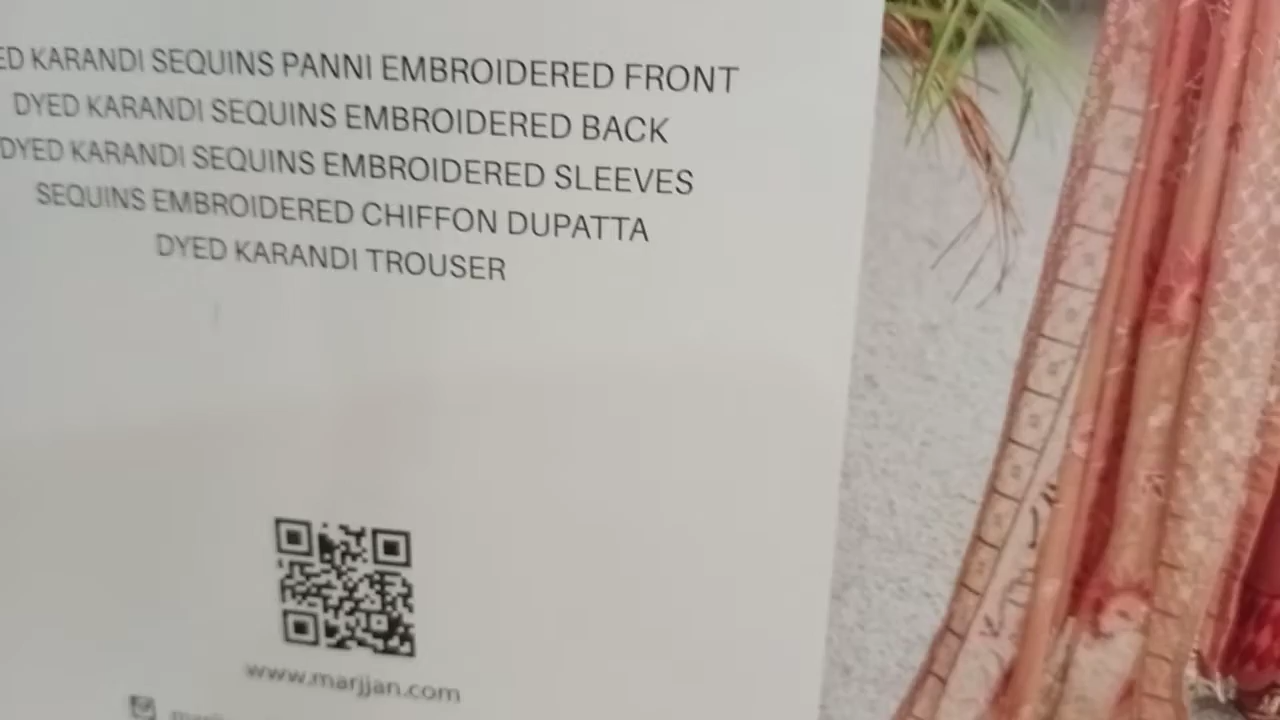 ED KARANDI SEQUINS PANNI EMBROIDERED FRONT
DYED KARANDI SEQUINS EMBROIDERED BACK
DYED KARANDI SEQUINS EMBROIDERED SLEEVES
SEQUINS EMBROIDERED CHIFFON DUPATTA
DYED KARANDI TROUSER
www.marjjan.com